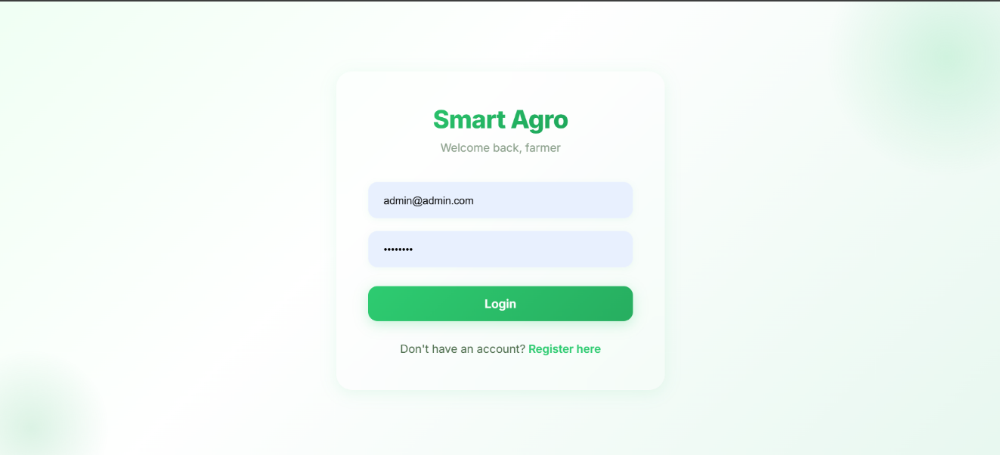 Smart Agro
Welcome back, farmer
admin@admin.com
••••••••
Login
Don't have an account? Register here